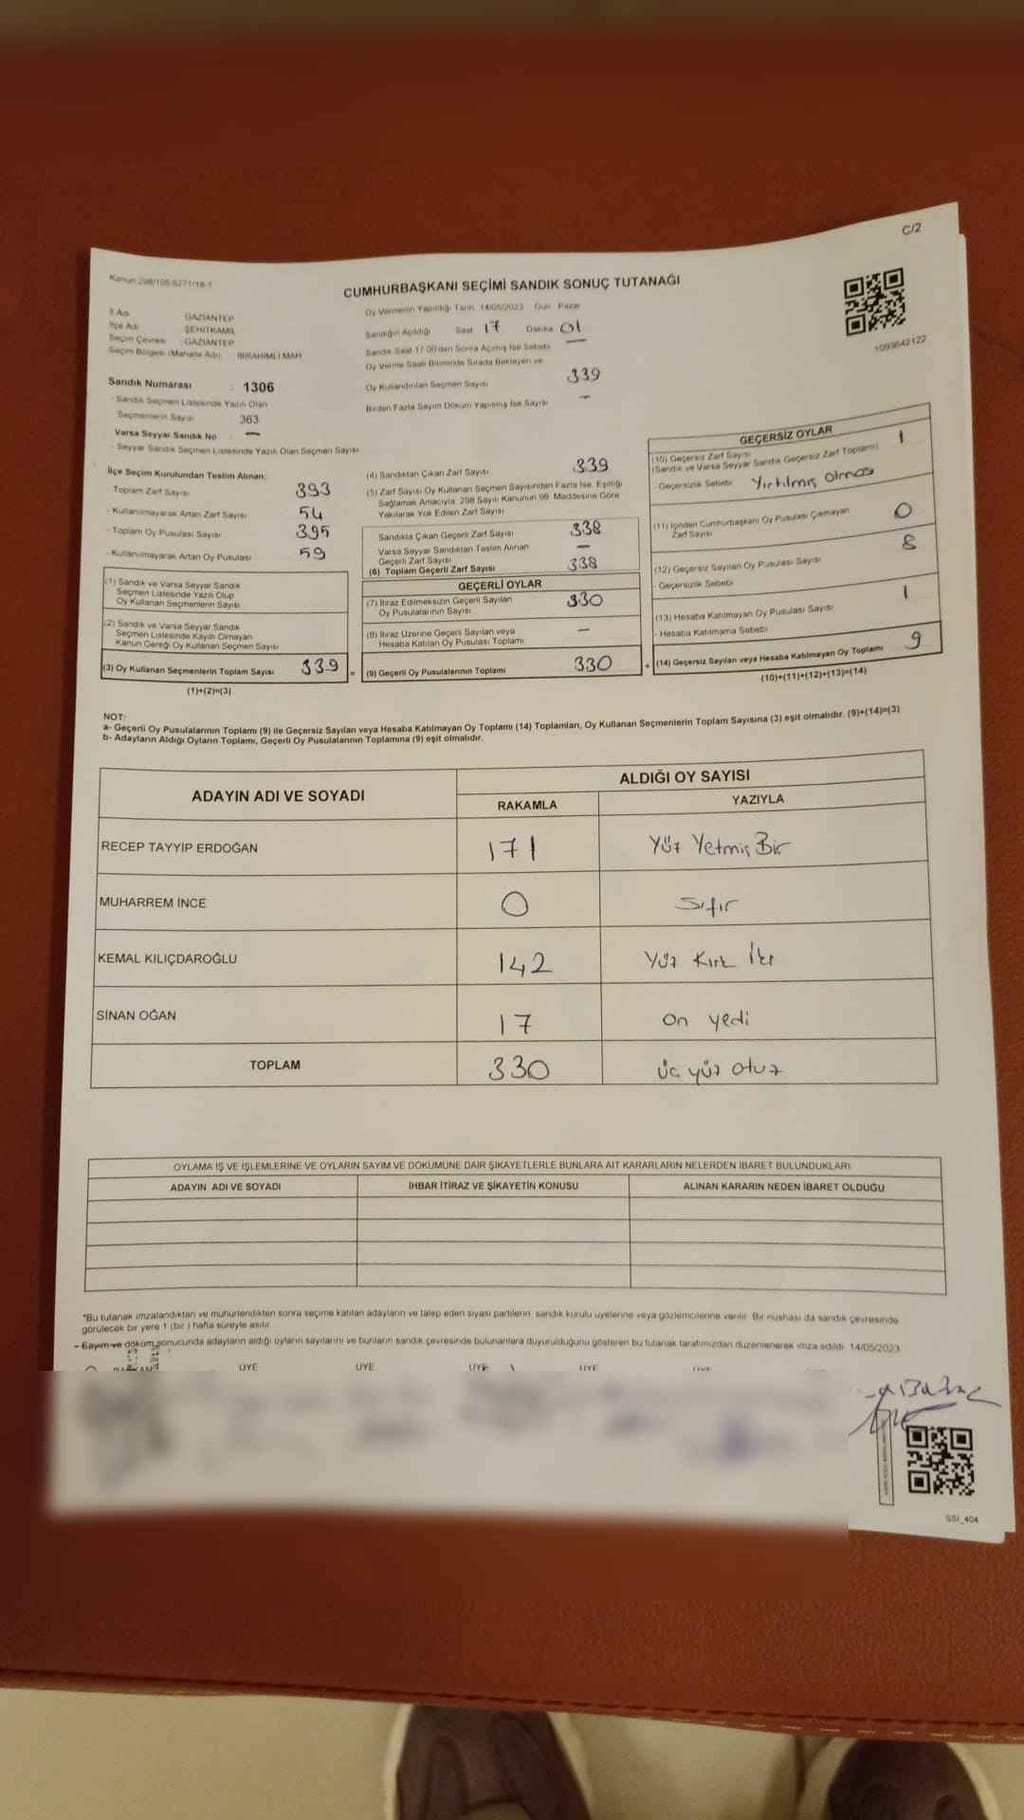 C/2
Kanun:298/105 6271/18-1
CUMHURBAŞKANI SEÇİMİ SANDIK SONUÇ TUTANAĞI
1093642122
İl Adı GAZİANTEP
İlçe Adı ŞEHİTKAMİL
Seçim Çevresi GAZİANTEP
Seçim Bölgesi (Mahalle Adı) İBRAHİMLİ MAH
Sandık Numarası : 1306
- Sandık Seçmen Listesinde Yazılı Olan
Seçmenlerin Sayısı 363
Varsa Seyyar Sandık No —
- Seyyar Sandık Seçmen Listesinde Yazılı Olan Seçmen Sayısı
Oy Vermenin Yapıldığı Tarih 14/05/2023 Gün : Pazar
Sandığın Açıldığı Saat 17 Dakika 01
Sandık Saat 17.00'den Sonra Açılmış İse Sebebi —
Oy Verme Saati Bitiminde Sırada Bekleyen ve
Oy Kullandırılan Seçmen Sayısı 339
Birden Fazla Sayım Döküm Yapılmış İse Sayısı —
İlçe Seçim Kurulundan Teslim Alınan:
- Toplam Zarf Sayısı 393
- Kullanılmayarak Artan Zarf Sayısı 54
- Toplam Oy Pusulası Sayısı 395
- Kullanılmayarak Artan Oy Pusulası 59
(1) Sandık ve Varsa Seyyar Sandık
Seçmen Listesinde Yazılı Olup
Oy Kullanan Seçmenlerin Sayısı
(2) Sandık ve Varsa Seyyar Sandık
Seçmen Listesinde Kayıtlı Olmayan
Kanun Gereği Oy Kullanan Seçmen Sayısı
(3) Oy Kullanan Seçmenlerin Toplam Sayısı 339
(1)+(2)=(3)
(4) Sandıktan Çıkan Zarf Sayısı 339
(5) Zarf Sayısı Oy Kullanan Seçmen Sayısından Fazla İse, Eşitliği
Sağlamak Amacıyla, 298 Sayılı Kanunun 98. Maddesine Göre
Yakılarak Yok Edilen Zarf Sayısı
Sandıkta Çıkan Geçerli Zarf Sayısı 338
Varsa Seyyar Sandıktan Teslim Alınan
Geçerli Zarf Sayısı —
(6) Toplam Geçerli Zarf Sayısı 338
GEÇERLİ OYLAR
(7) İtiraz Edilmeksizin Geçerli Sayılan
Oy Pusulalarının Sayısı 330
(8) İtiraz Üzerine Geçerli Sayılan veya
Hesaba Katılan Oy Pusulası Toplamı —
= (9) Geçerli Oy Pusulalarının Toplamı 330
GEÇERSİZ OYLAR
(10) Geçersiz Zarf Sayısı 1
(Sandık ve Varsa Seyyar Sandık Geçersiz Zarf Toplamı)
- Geçersizlik Sebebi Yırtılmış olması
(11) İçinden Cumhurbaşkanı Oy Pusulası Çıkmayan
Zarf Sayısı 0
(12) Geçersiz Sayılan Oy Pusulası Sayısı 8
- Geçersizlik Sebebi
(13) Hesaba Katılmayan Oy Pusulası Sayısı 1
- Hesaba Katılmama Sebebi
+ (14) Geçersiz Sayılan veya Hesaba Katılmayan Oy Toplamı 9
(10)+(11)+(12)+(13)=(14)
NOT:
a- Geçerli Oy Pusulalarının Toplamı (9) ile Geçersiz Sayılan veya Hesaba Katılmayan Oy Toplamı (14) Toplamları, Oy Kullanan Seçmenlerin Toplam Sayısına (3) eşit olmalıdır. (9)+(14)=(3)
b- Adayların Aldığı Oyların Toplamı, Geçerli Oy Pusulalarının Toplamına (9) eşit olmalıdır.
ADAYIN ADI VE SOYADI ALDIĞI OY SAYISI
RAKAMLA YAZIYLA
RECEP TAYYİP ERDOĞAN 171 Yüz Yetmiş Bir
MUHARREM İNCE 0 Sıfır
KEMAL KILIÇDAROĞLU 142 Yüz Kırk İki
SİNAN OĞAN 17 on yedi
TOPLAM 330 üç yüz otuz
OYLAMA İŞ VE İŞLEMLERİNE VE OYLARIN SAYIM VE DÖKÜMÜNE DAİR ŞİKAYETLERLE BUNLARA AİT KARARLARIN NELERDEN İBARET BULUNDUKLARI
ADAYIN ADI VE SOYADI İHBAR İTİRAZ VE ŞİKAYETİN KONUSU ALINAN KARARIN NEDEN İBARET OLDUĞU
*Bu tutanak imzalandıktan ve mühürlendikten sonra seçime katılan adayların ve talep eden siyasi partilerin sandık kurulu üyelerine veya gözlemcilerine verilir. Bir nüshası da sandık çevresinde
görülecek bir yere 1 (bir) hafta süreyle asılır.
- Sayım ve döküm sonucunda adayların aldığı oyların sayılarını ve bunların sandık çevresinde bulunanlara duyurulduğunu gösteren bu tutanak tarafımızdan düzenlenerek imza edildi. 14/05/2023
ÜYE ÜYE ÜYE ÜYE
SSI_404